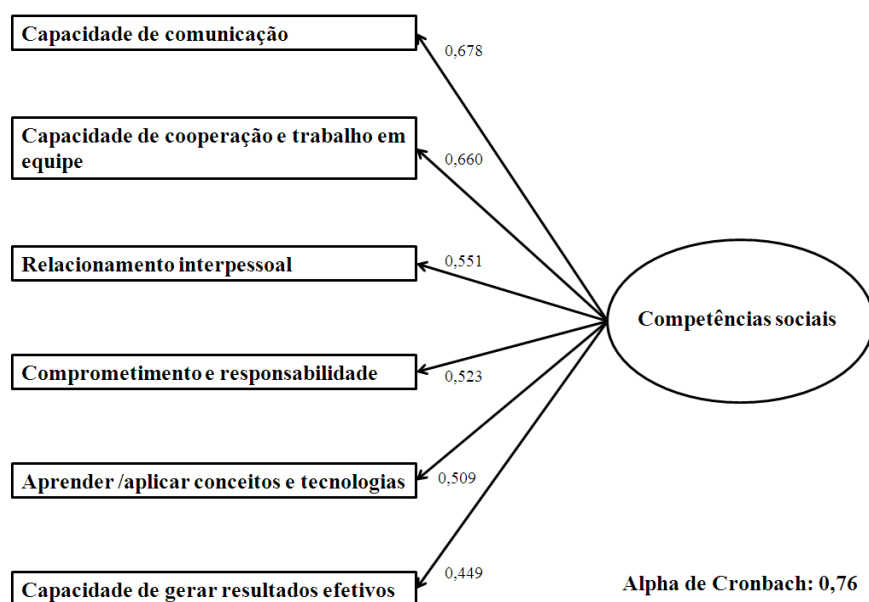 Capacidade de comunicação
0,678
Capacidade de cooperação e trabalho em
equipe
0,660
Relacionamento interpessoal
0,551
Competências sociais
Comprometimento e responsabilidade
0,523
Aprender /aplicar conceitos e tecnologias
0,509
Capacidade de gerar resultados efetivos
0,449
Alpha de Cronbach: 0,76